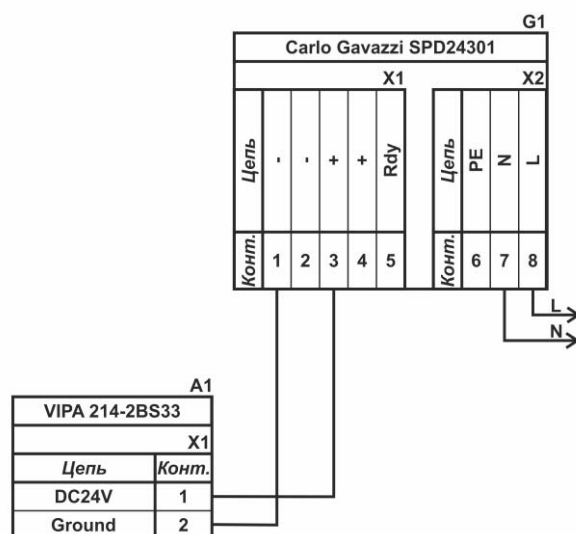 G1
Carlo Gavazzi SPD24301
X1 X2
Цепь - - + + Rdy Цепь PE N L
Конт. 1 2 3 4 5 Конт. 6 7 8
L
N
A1
VIPA 214-2BS33
X1
Цепь Конт.
DC24V 1
Ground 2